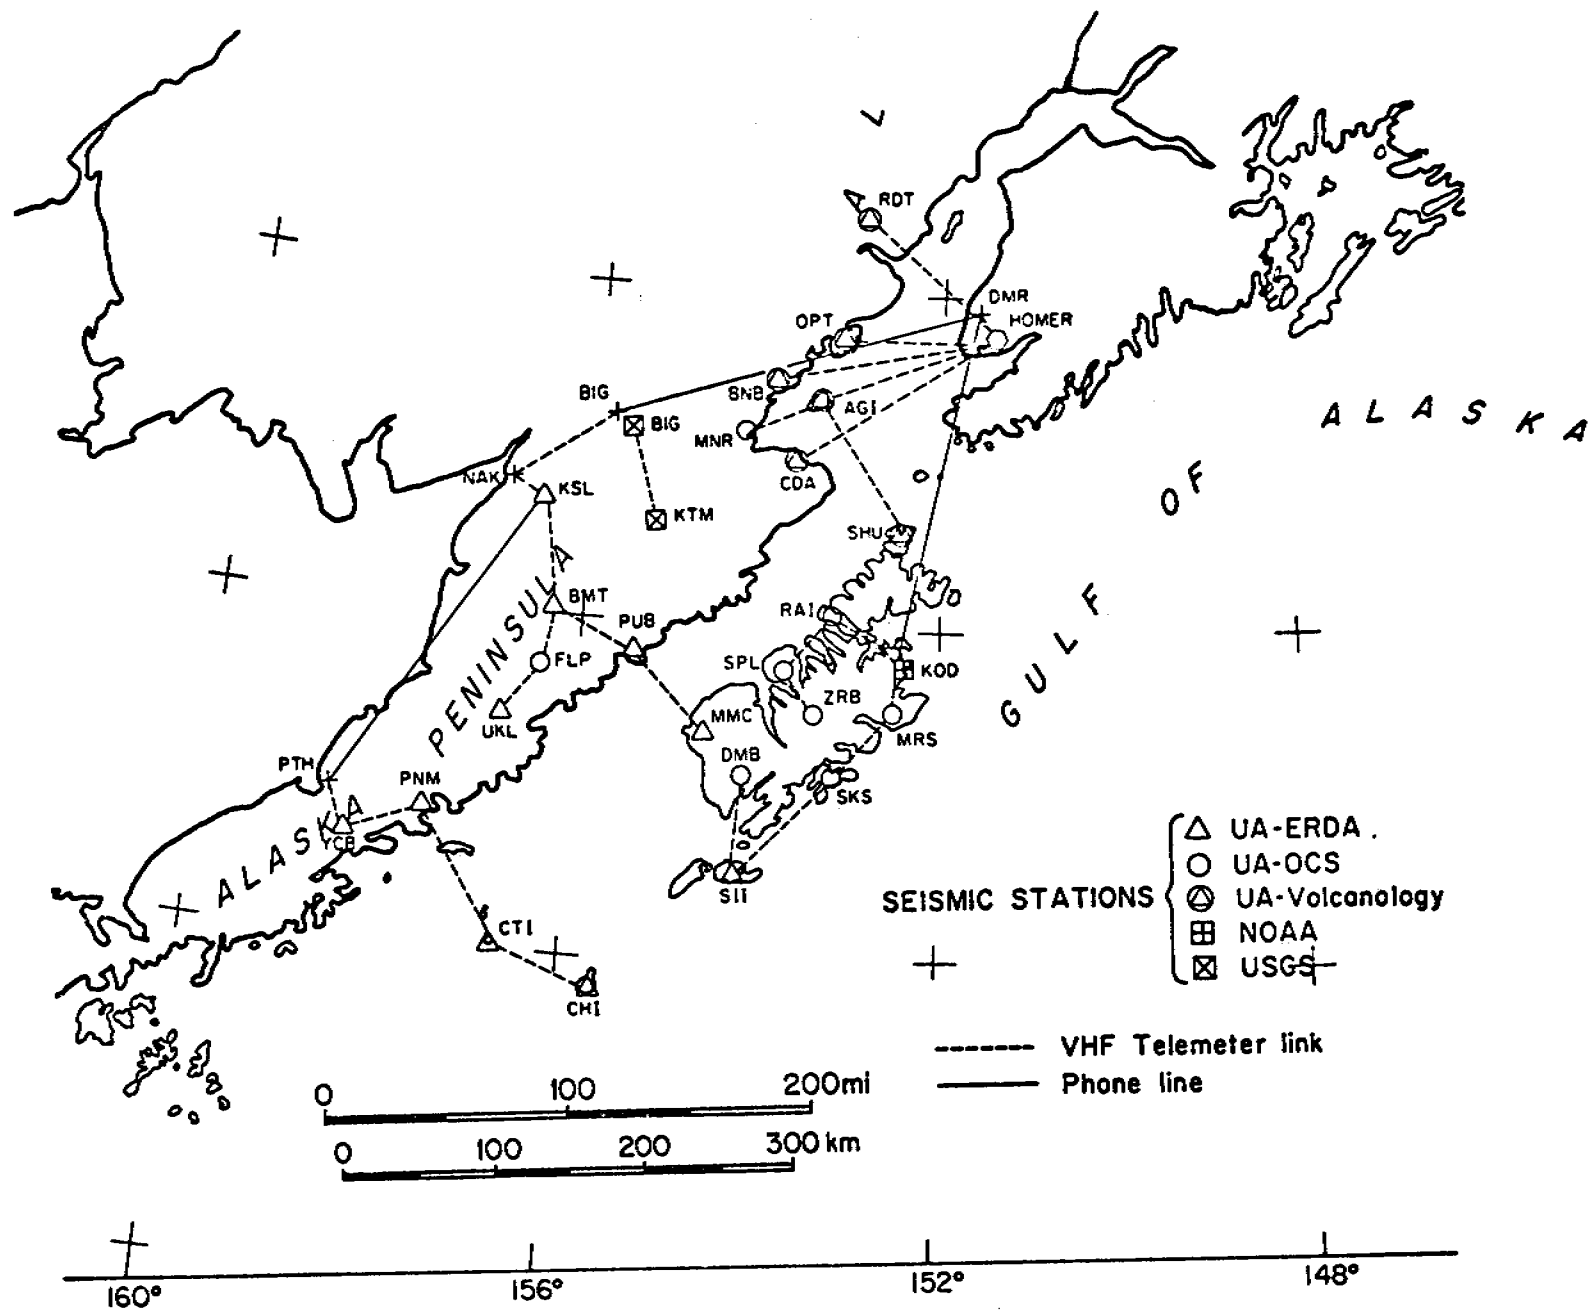 L
A
RDT
DMR
HOMER
OPT
BIG
BNB
AGI
BIG
MNR
ALASKA
NAK
KSL
CDA
OF
KTM
SHU
BMT
GULF
PUB
RAI
FLP
SPL
KOD
ZRB
UKL
MMC
MRS
PTH
DMB
PNM
SKS
YCB
ALASKA PENINSULA
SII
CTI
CHI
SEISMIC STATIONS
UA-ERDA .
UA-OCS
UA-Volcanology
NOAA
USGS
VHF Telemeter link
Phone line
0 100 200mi
0 100 200 300km
160° 156° 152° 148°